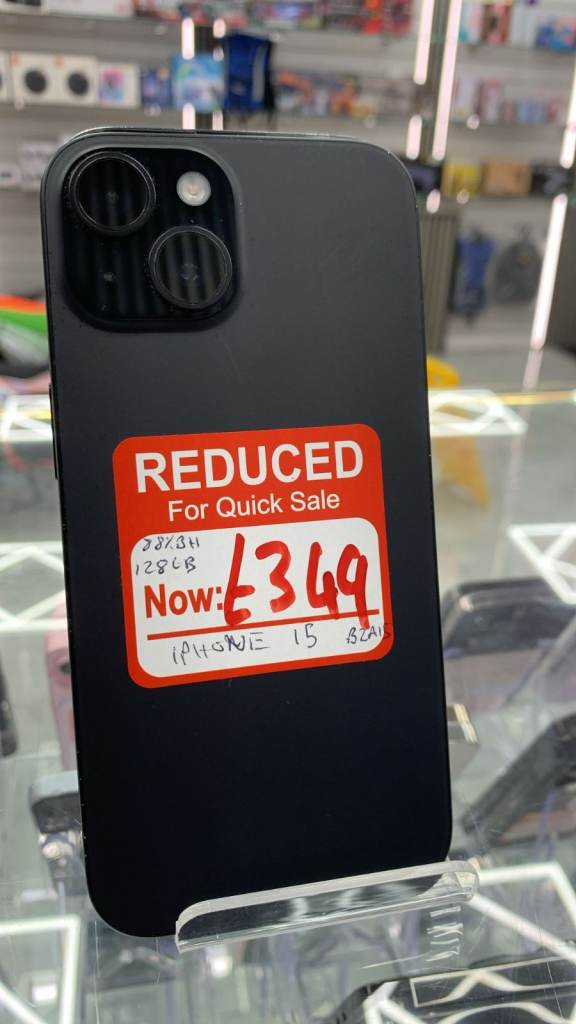 REDUCED
For Quick Sale
88%BH
128GB
Now: £349
IPHONE 15